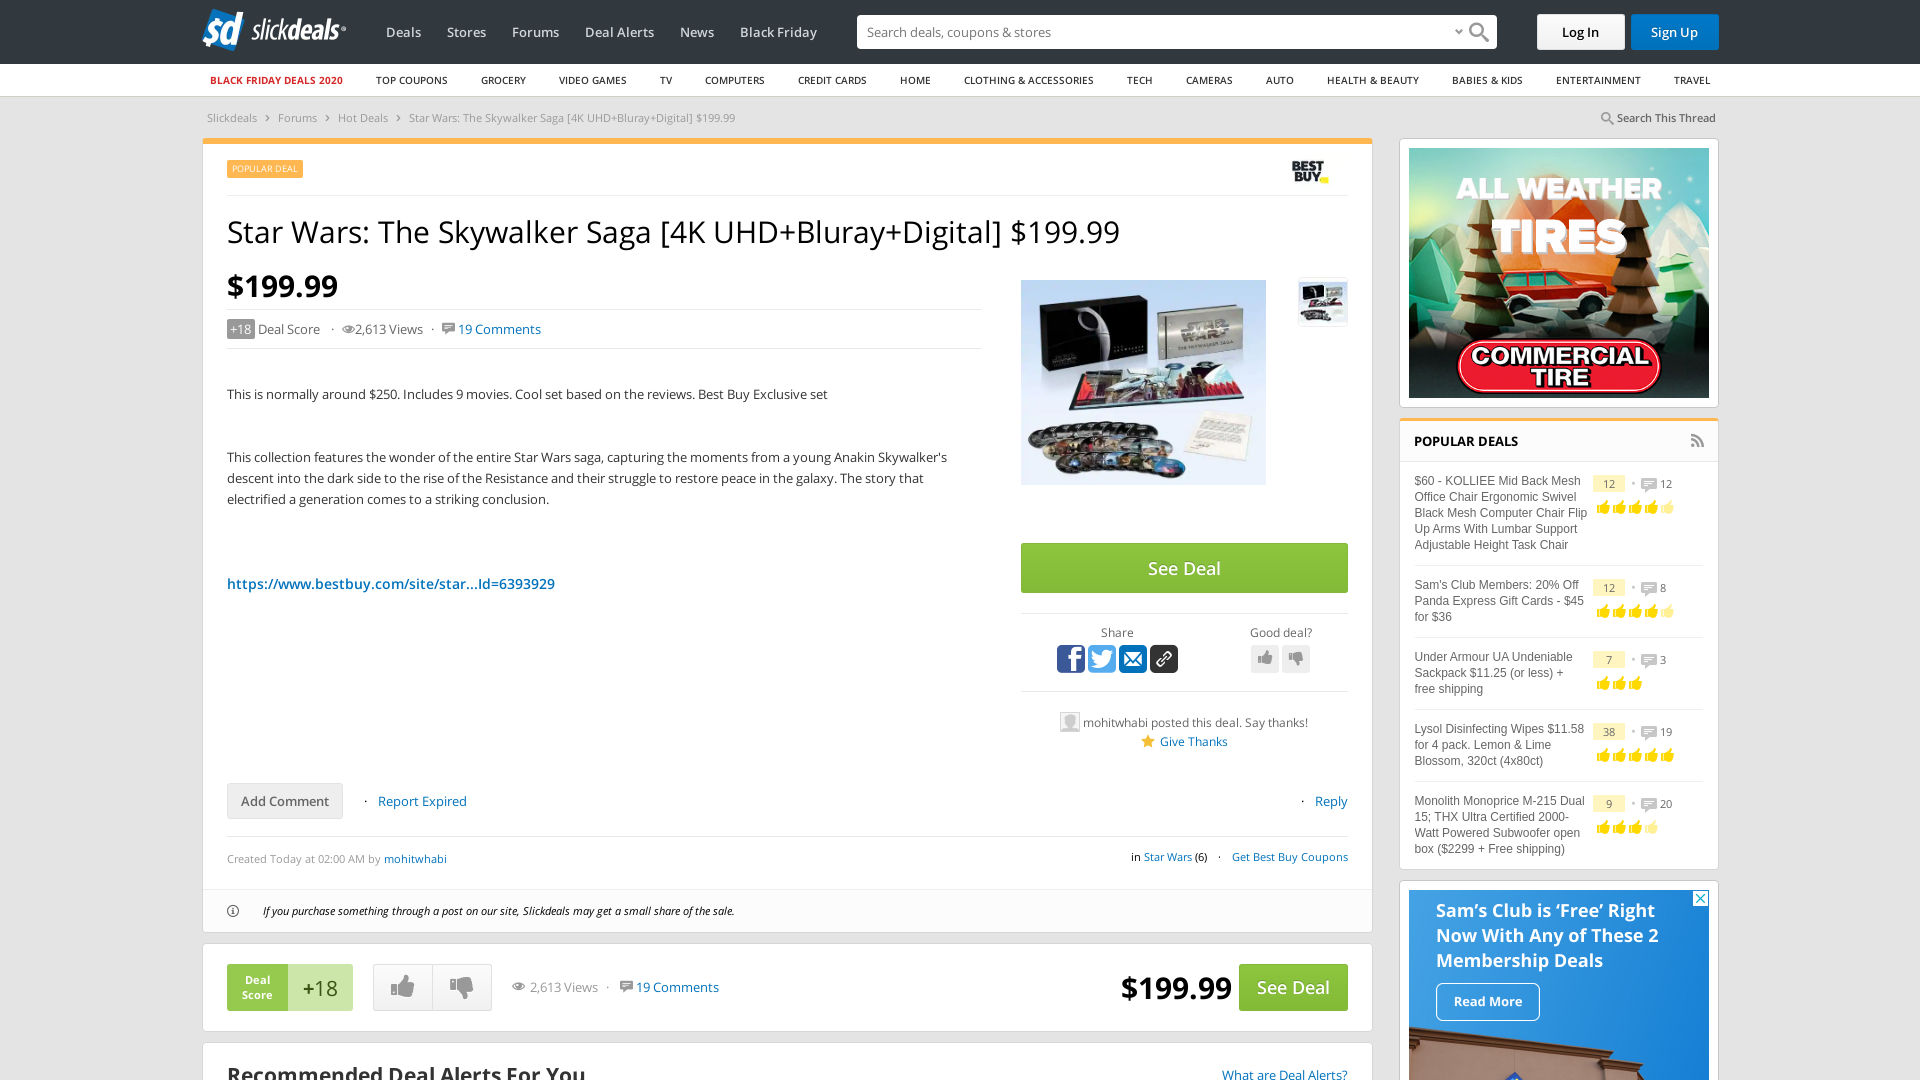 sd slickdeals
Deals
Stores
Forums
Deal Alerts
News
Black Friday
Search deals, coupons & shops
Log In
Sign Up
BLACK FRIDAY DEALS 2020
TOP COUPONS
GROCERY
VIDEO GAMES
TV
COMPUTERS
CREDIT CARDS
HOME
CLOTHING & ACCESSORIES
TECH
CAMERAS
AUTO
HEALTH & BEAUTY
BABIES & KIDS
ENTERTAINMENT
TRAVEL
Slickdeals › Forums › Hot Deals › Star Wars: The Skywalker Saga [4K UHD+Bluray+Digital] $199.99
Search This Thread
POPULAR DEAL
BEST BUY
Star Wars: The Skywalker Saga [4K UHD+Bluray+Digital] $199.99
$199.99
+18 Deal Score · 2,613 Views · 19 Comments
This is normally around $250. Includes 9 movies. Cool set based on the reviews. Best Buy Exclusive set
This collection features the wonder of the entire Star Wars saga, capturing the moments from a young Anakin Skywalker's
descent into the dark side to the rise of the Resistance and their struggle to restore peace in the galaxy. The story that
electrified a generation comes to a striking conclusion.
https://www.bestbuy.com/site/star...Id=6393929
STAR WARS
THE SKYWALKER SAGA
See Deal
Share
Good deal?
mohitwhabi posted this deal. Say thanks!
Give Thanks
Add Comment
· Report Expired
· Reply
Created Today at 02:00 AM by mohitwhabi
in Star Wars (6) · Get Best Buy Coupons
If you purchase something through a post on our site, Slickdeals may get a small share of the sale.
Deal
Score
+18
2,613 Views · 19 Comments
$199.99
See Deal
Recommended Deal Alerts For You
What are Deal Alerts?
ALL WEATHER
TIRES
COMMERCIAL
TIRE
POPULAR DEALS
$60 - KOLLIEE Mid Back Mesh
Office Chair Ergonomic Swivel
Black Mesh Computer Chair Flip
Up Arms With Lumbar Support
Adjustable Height Task Chair
12 • 12
Sam's Club Members: 20% Off
Panda Express Gift Cards - $45
for $36
12 • 8
Under Armour UA Undeniable
Sackpack $11.25 (or less) +
free shipping
7 • 3
Lysol Disinfecting Wipes $11.58
for 4 pack. Lemon & Lime
Blossom, 320ct (4x80ct)
38 • 19
Monolith Monoprice M-215 Dual
15; THX Ultra Certified 2000-
Watt Powered Subwoofer open
box ($2299 + Free shipping)
9 • 20
Sam's Club is 'Free' Right
Now With Any of These 2
Membership Deals
Read More